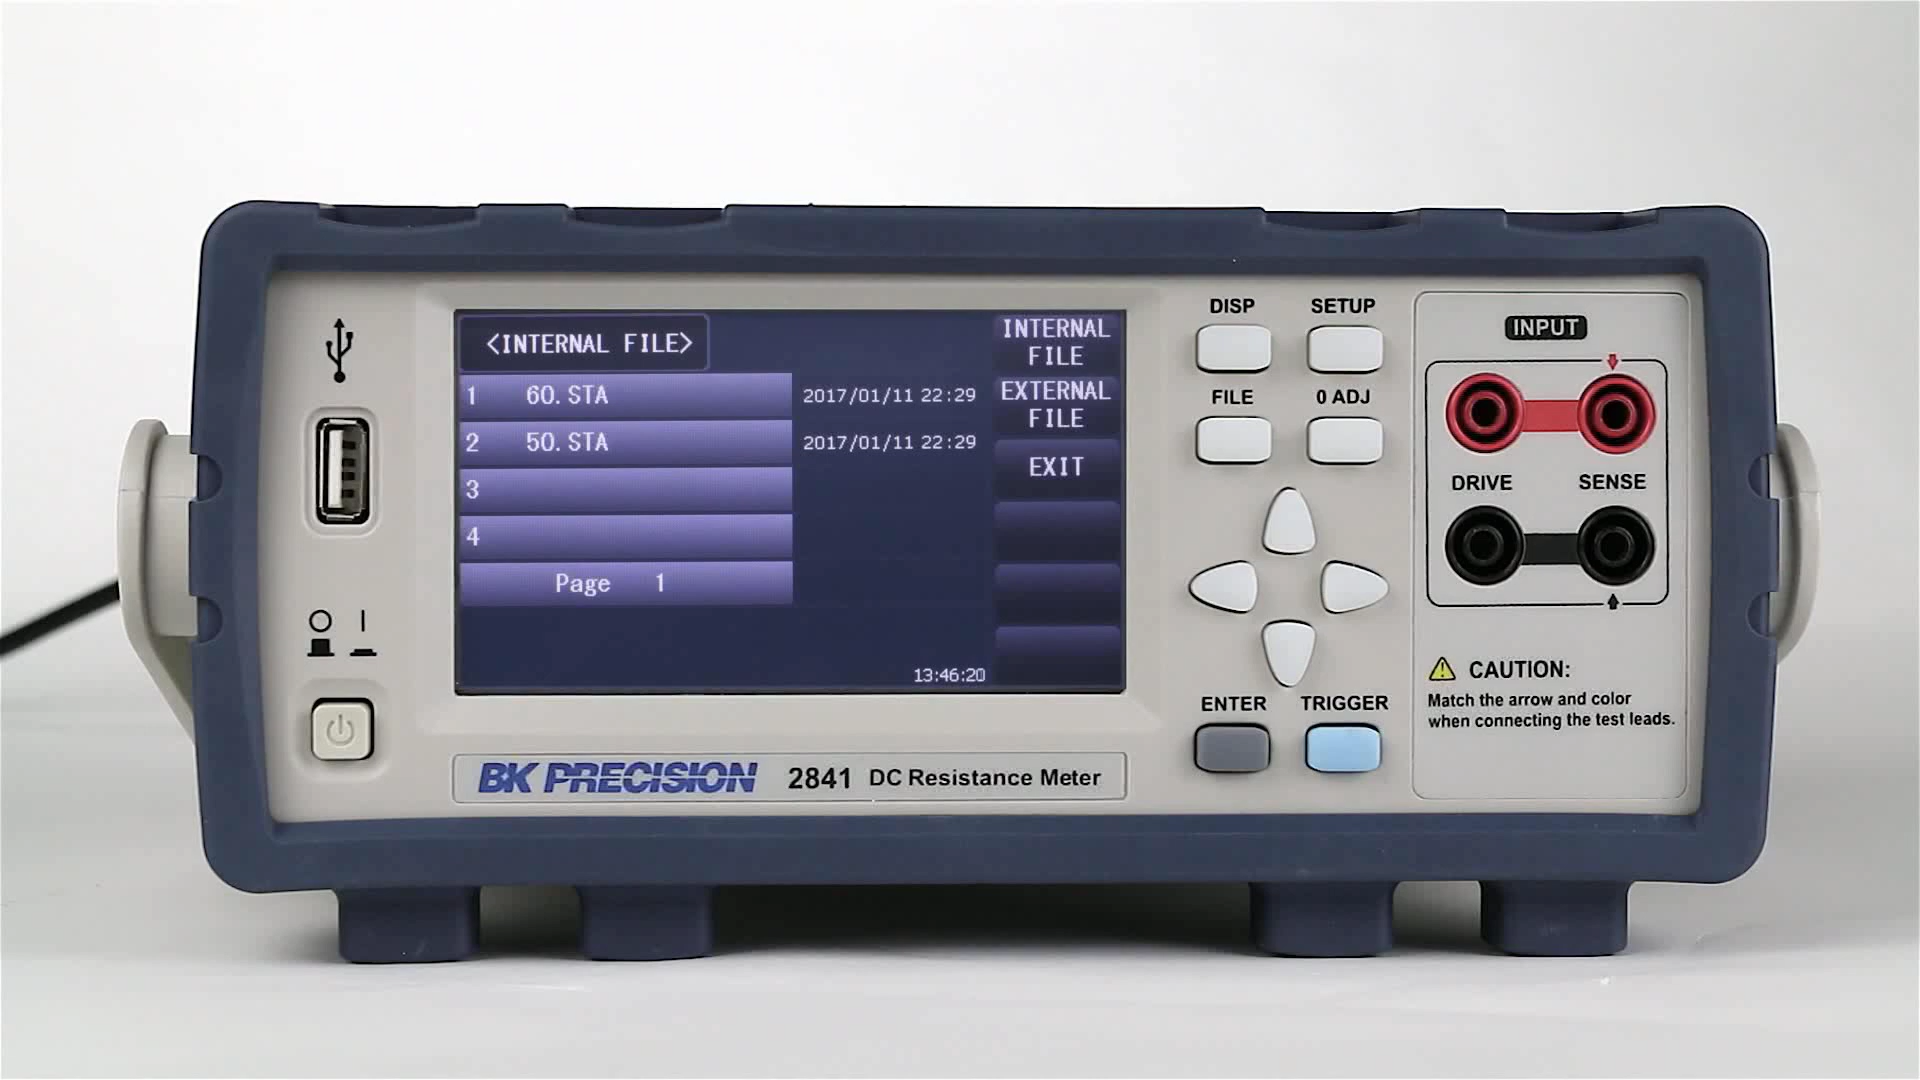 <INTERNAL FILE>
1 60.STA 2017/01/11 22:29
2 50.STA 2017/01/11 22:29
3
4
Page 1
13:46:20
INTERNAL
FILE
EXTERNAL
FILE
EXIT
DISP SETUP
FILE 0 ADJ
ENTER TRIGGER
INPUT
DRIVE SENSE
CAUTION:
Match the arrow and color
when connecting the test leads.
BK PRECISION 2841 DC Resistance Meter